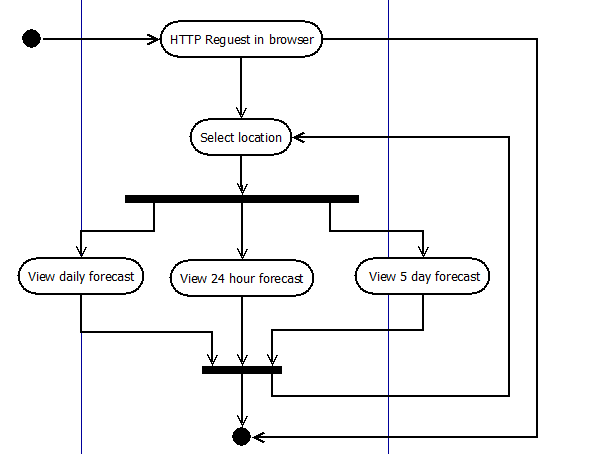 HTTP Reguest in browser
Select location
View daily forecast
View 24 hour forecast
View 5 day forecast